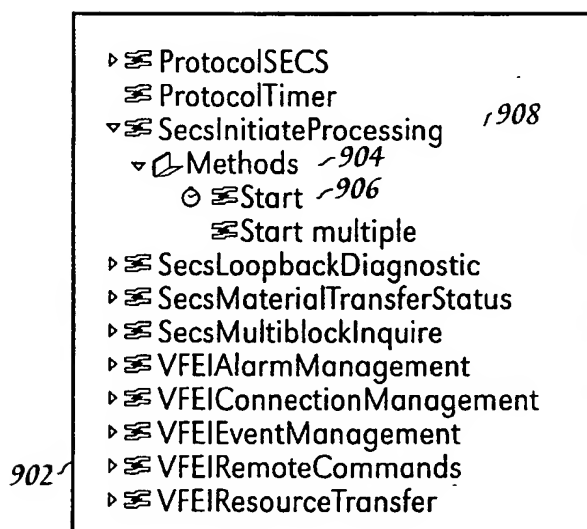 ProtocolSECS
ProtocolTimer
SecsInitiateProcessing 908
Methods 904
Start 906
Start multiple
SecsLoopbackDiagnostic
SecsMaterialTransferStatus
SecsMultiblockInquire
VFEIAlarmManagement
VFEIConnectionManagement
VFEIEventManagement
902 VFEIRemoteCommands
VFEIResourceTransfer